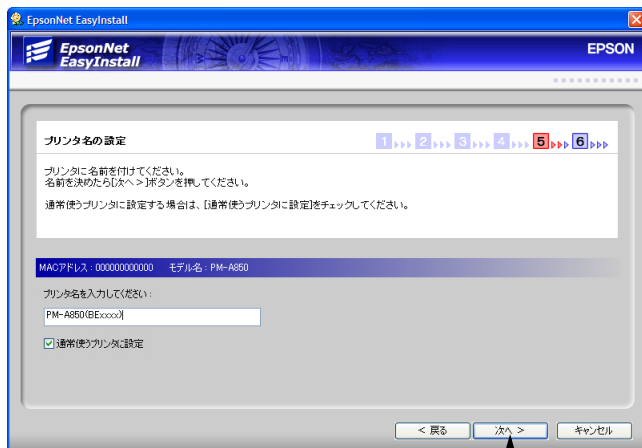 EpsonNet EasyInstall
EpsonNet
EasyInstall
EPSON
プリンタ名の設定
1 2 3 4 5 6
プリンタに名前を付けてください。
名前を決めたら[次へ >]ボタンを押してください。
通常使うプリンタに設定する場合は、[通常使うプリンタに設定]をチェックしてください。
MACアドレス : 000000000000 モデル名 : PM-A850
プリンタ名を入力してください :
PM-A850(BExxxx)
通常使うプリンタに設定
< 戻る 次へ > キャンセル